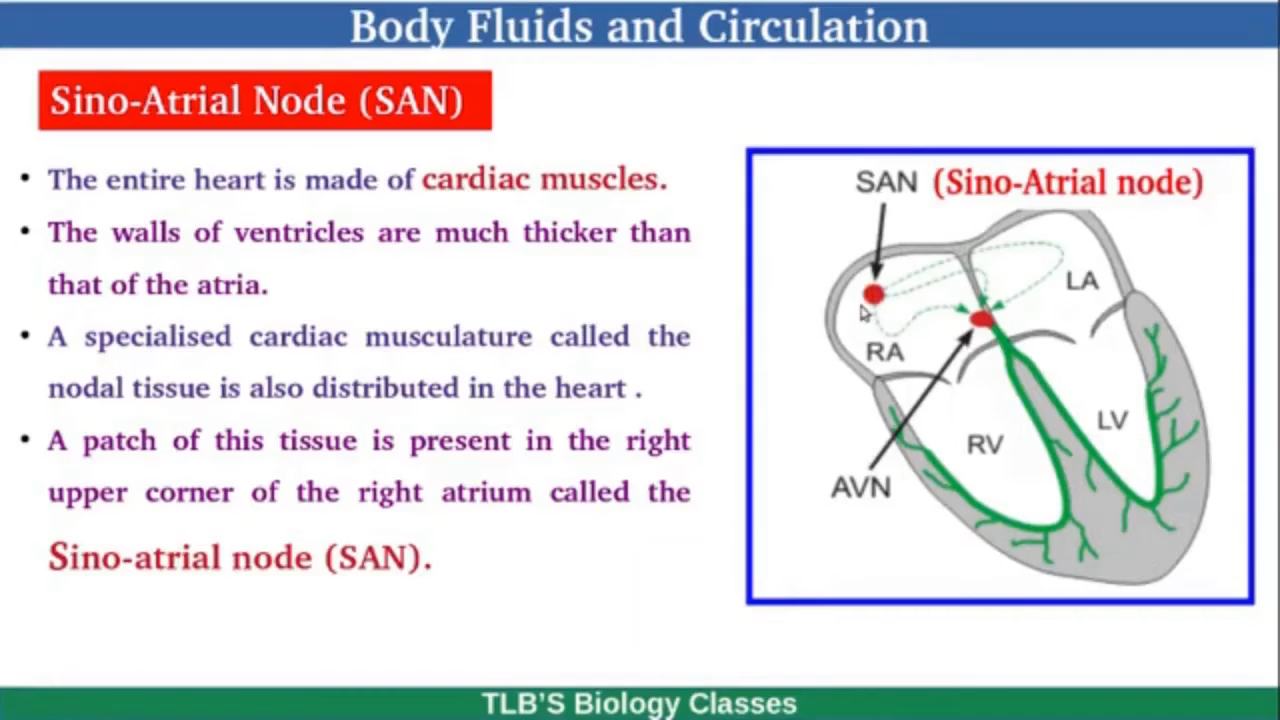 Body Fluids and Circulation
Sino-Atrial Node (SAN)
• The entire heart is made of cardiac muscles.
• The walls of ventricles are much thicker than
that of the atria.
• A specialised cardiac musculature called the
nodal tissue is also distributed in the heart .
• A patch of this tissue is present in the right
upper corner of the right atrium called the
Sino-atrial node (SAN).
SAN (Sino-Atrial node)
LA
RA
LV
RV
AVN
TLB'S Biology Classes